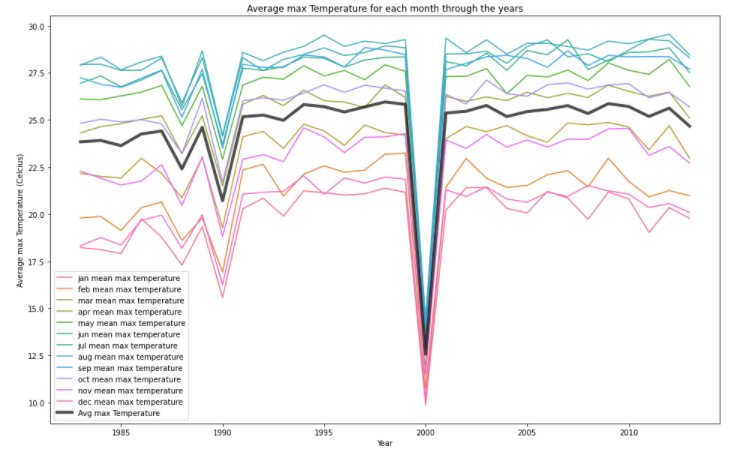 Average max Temperature for each month through the years
Average max Temperature (Celcius)
30.0
27.5
25.0
22.5
20.0
17.5
15.0
12.5
10.0
jan mean max temperature
feb mean max temperature
mar mean max temperature
apr mean max temperature
may mean max temperature
jun mean max temperature
jul mean max temperature
aug mean max temperature
sep mean max temperature
oct mean max temperature
nov mean max temperature
dec mean max temperature
Avg max Temperature
1985 1990 1995 2000 2005 2010
Year